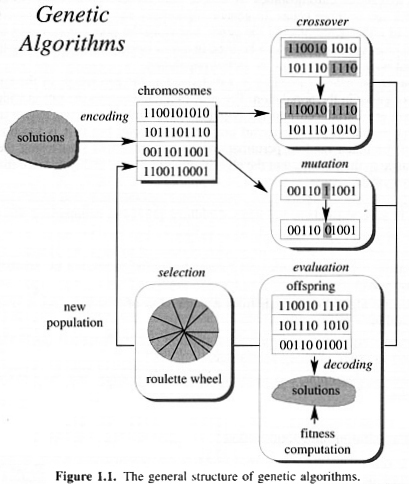 Genetic
Algorithms
crossover
110010 1010
101110 1110
110010 1110
101110 1010
chromosomes
1100101010
1011101110
0011011001
1100110001
encoding
solutions
mutation
00110 1 1001
00110 0 1001
evaluation
offspring
110010 1110
101110 1010
00110 01001
decoding
solutions
fitness
computation
selection
roulette wheel
new
population
Figure 1.1. The general structure of genetic algorithms.